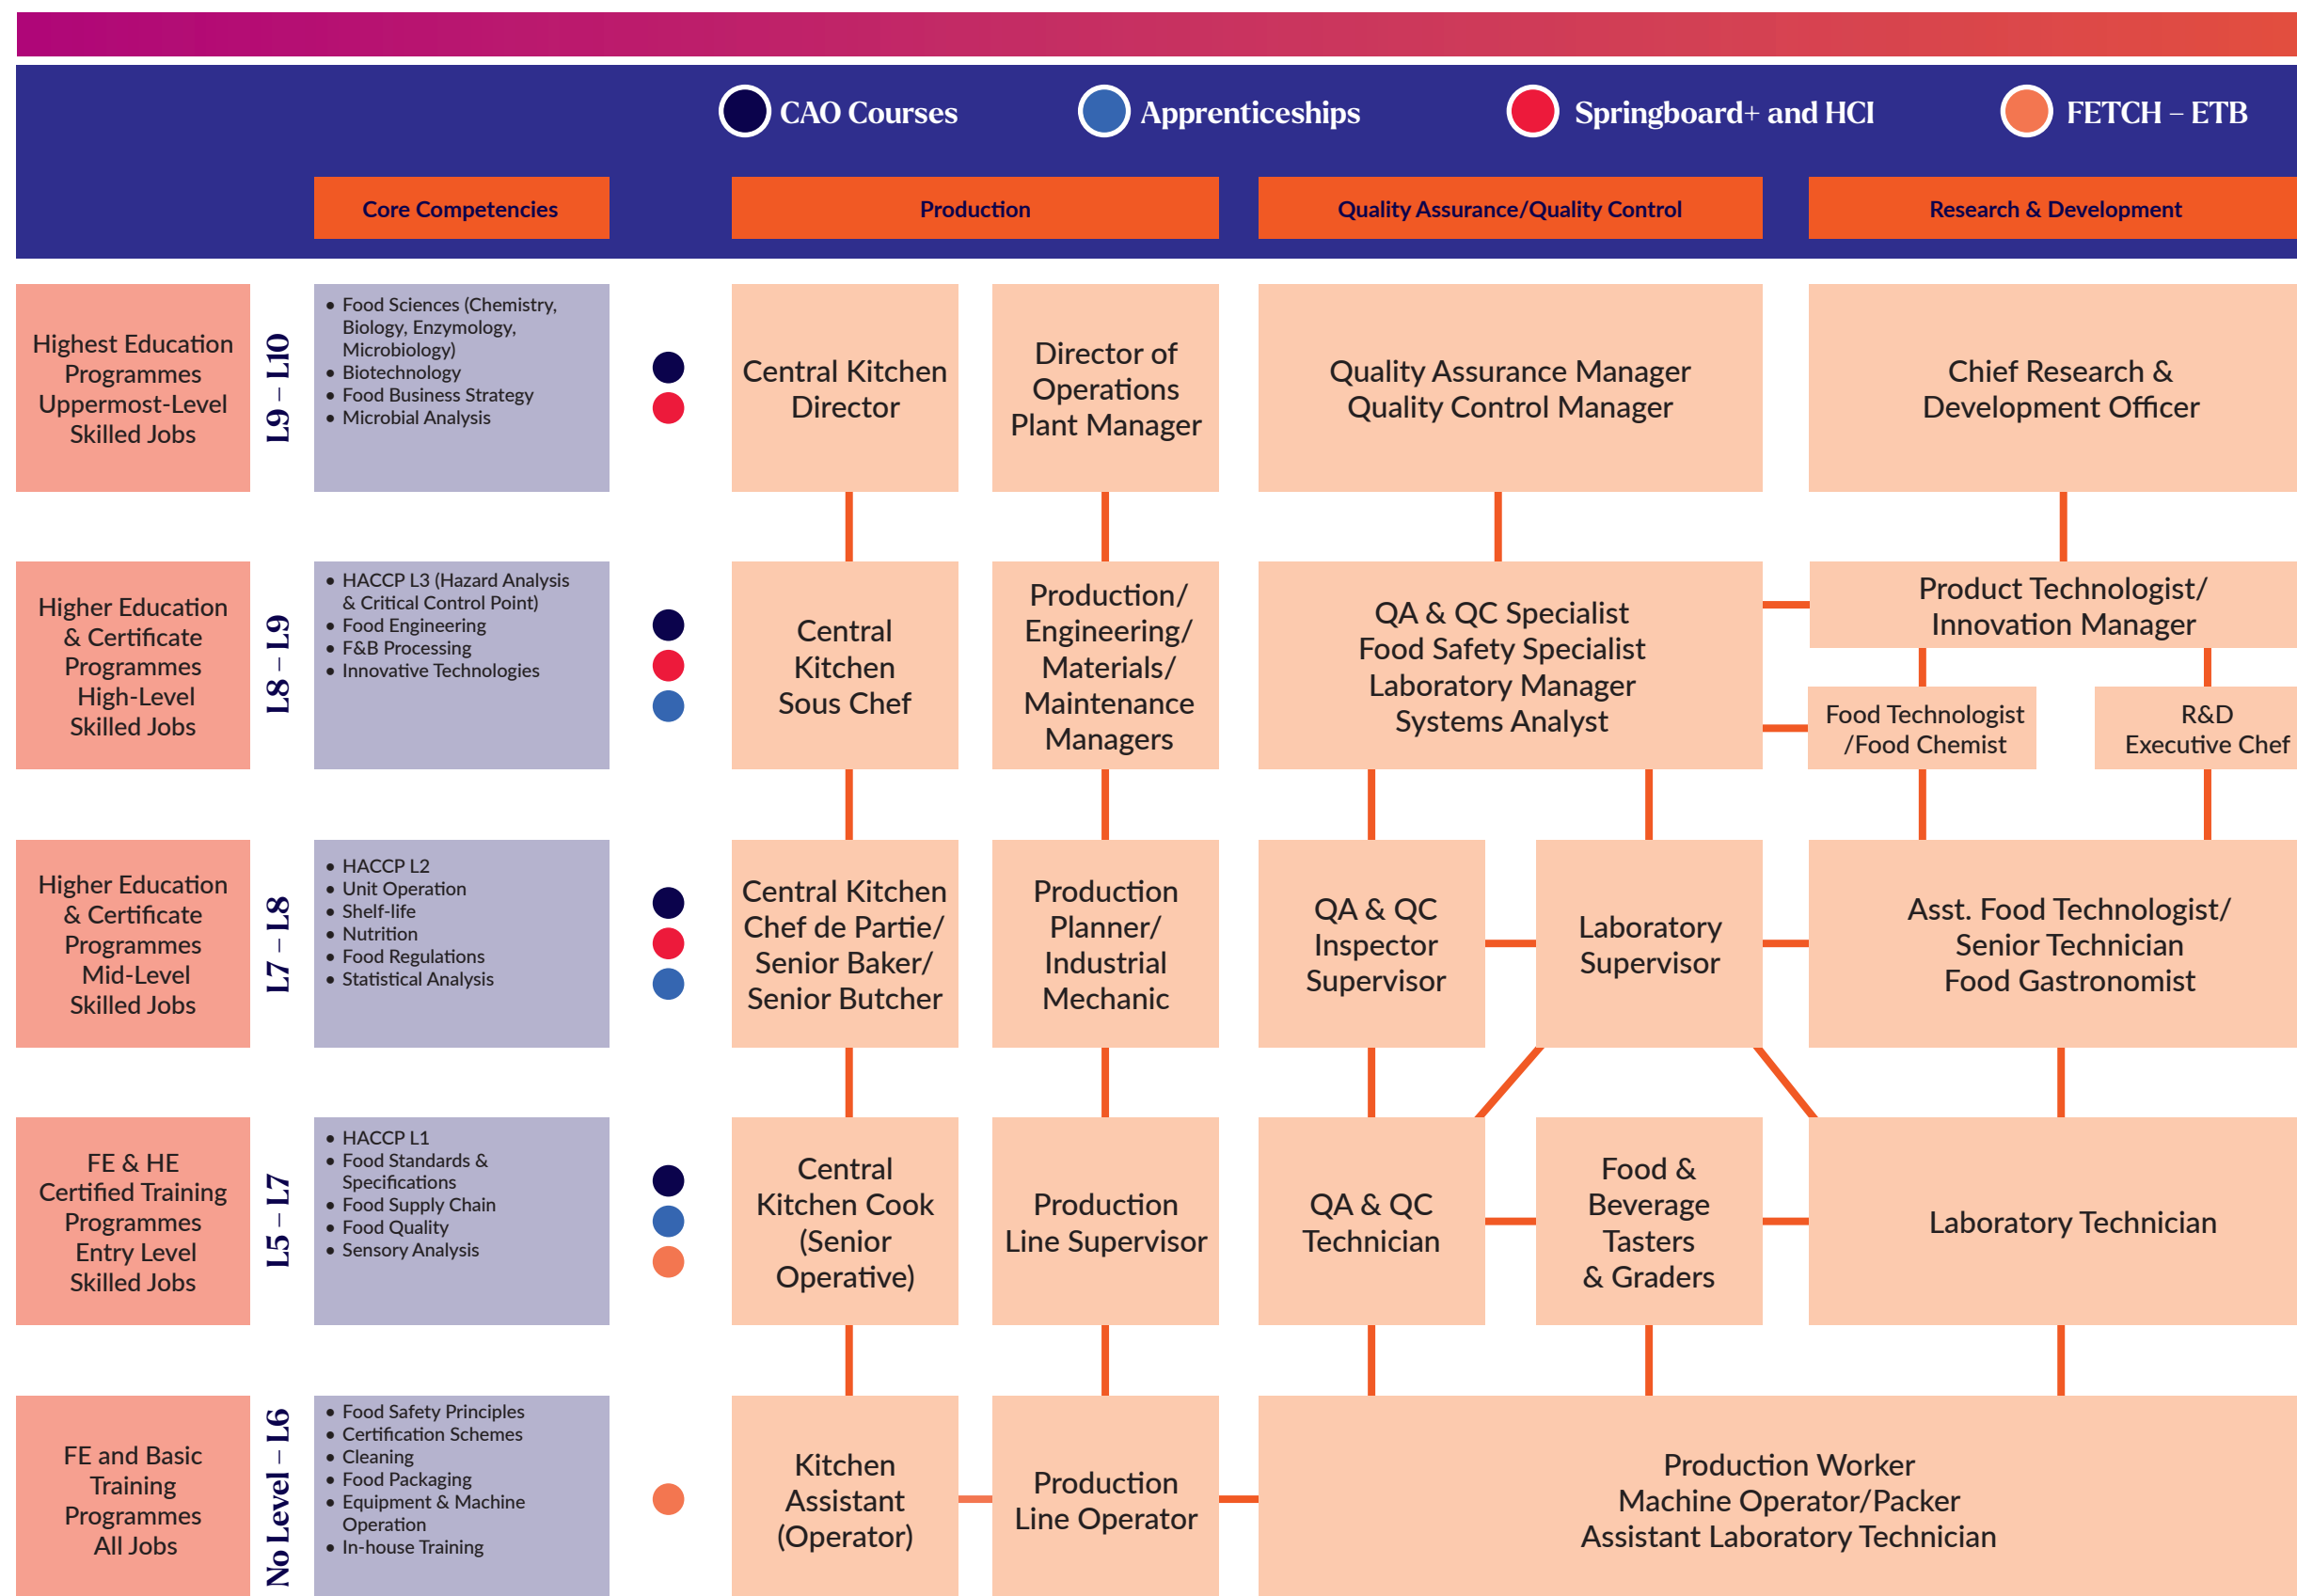 CAO Courses
Apprenticeships
Springboard+ and HCI
FETCH – ETB
Core Competencies
Production
Quality Assurance/Quality Control
Research & Development
Highest Education
Programmes
Uppermost-Level
Skilled Jobs
L9 – L10
• Food Sciences (Chemistry,
Biology, Enzymology,
Microbiology)
• Biotechnology
• Food Business Strategy
• Microbial Analysis
Central Kitchen
Director
Director of
Operations
Plant Manager
Quality Assurance Manager
Quality Control Manager
Chief Research &
Development Officer
Higher Education
& Certificate
Programmes
High-Level
Skilled Jobs
L8 – L9
• HACCP L3 (Hazard Analysis
& Critical Control Point)
• Food Engineering
• F&B Processing
• Innovative Technologies
Central
Kitchen
Sous Chef
Production/
Engineering/
Materials/
Maintenance
Managers
QA & QC Specialist
Food Safety Specialist
Laboratory Manager
Systems Analyst
Product Technologist/
Innovation Manager
Food Technologist
/Food Chemist
R&D
Executive Chef
Higher Education
& Certificate
Programmes
Mid-Level
Skilled Jobs
L7 – L8
• HACCP L2
• Unit Operation
• Shelf-life
• Nutrition
• Food Regulations
• Statistical Analysis
Central Kitchen
Chef de Partie/
Senior Baker/
Senior Butcher
Production
Planner/
Industrial
Mechanic
QA & QC
Inspector
Supervisor
Laboratory
Supervisor
Asst. Food Technologist/
Senior Technician
Food Gastronomist
FE & HE
Certified Training
Programmes
Entry Level
Skilled Jobs
L5 – L7
• HACCP L1
• Food Standards &
Specifications
• Food Supply Chain
• Food Quality
• Sensory Analysis
Central
Kitchen Cook
(Senior
Operative)
Production
Line Supervisor
QA & QC
Technician
Food &
Beverage
Tasters
& Graders
Laboratory Technician
FE and Basic
Training
Programmes
All Jobs
No Level – L6
• Food Safety Principles
• Certification Schemes
• Cleaning
• Food Packaging
• Equipment & Machine
Operation
• In-house Training
Kitchen
Assistant
(Operator)
Production
Line Operator
Production Worker
Machine Operator/Packer
Assistant Laboratory Technician